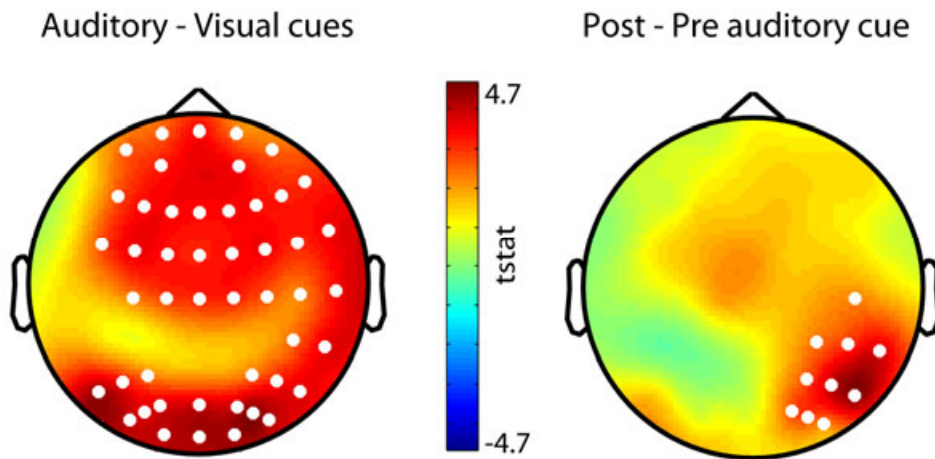 Auditory - Visual cues
Post - Pre auditory cue
4.7
tstat
-4.7